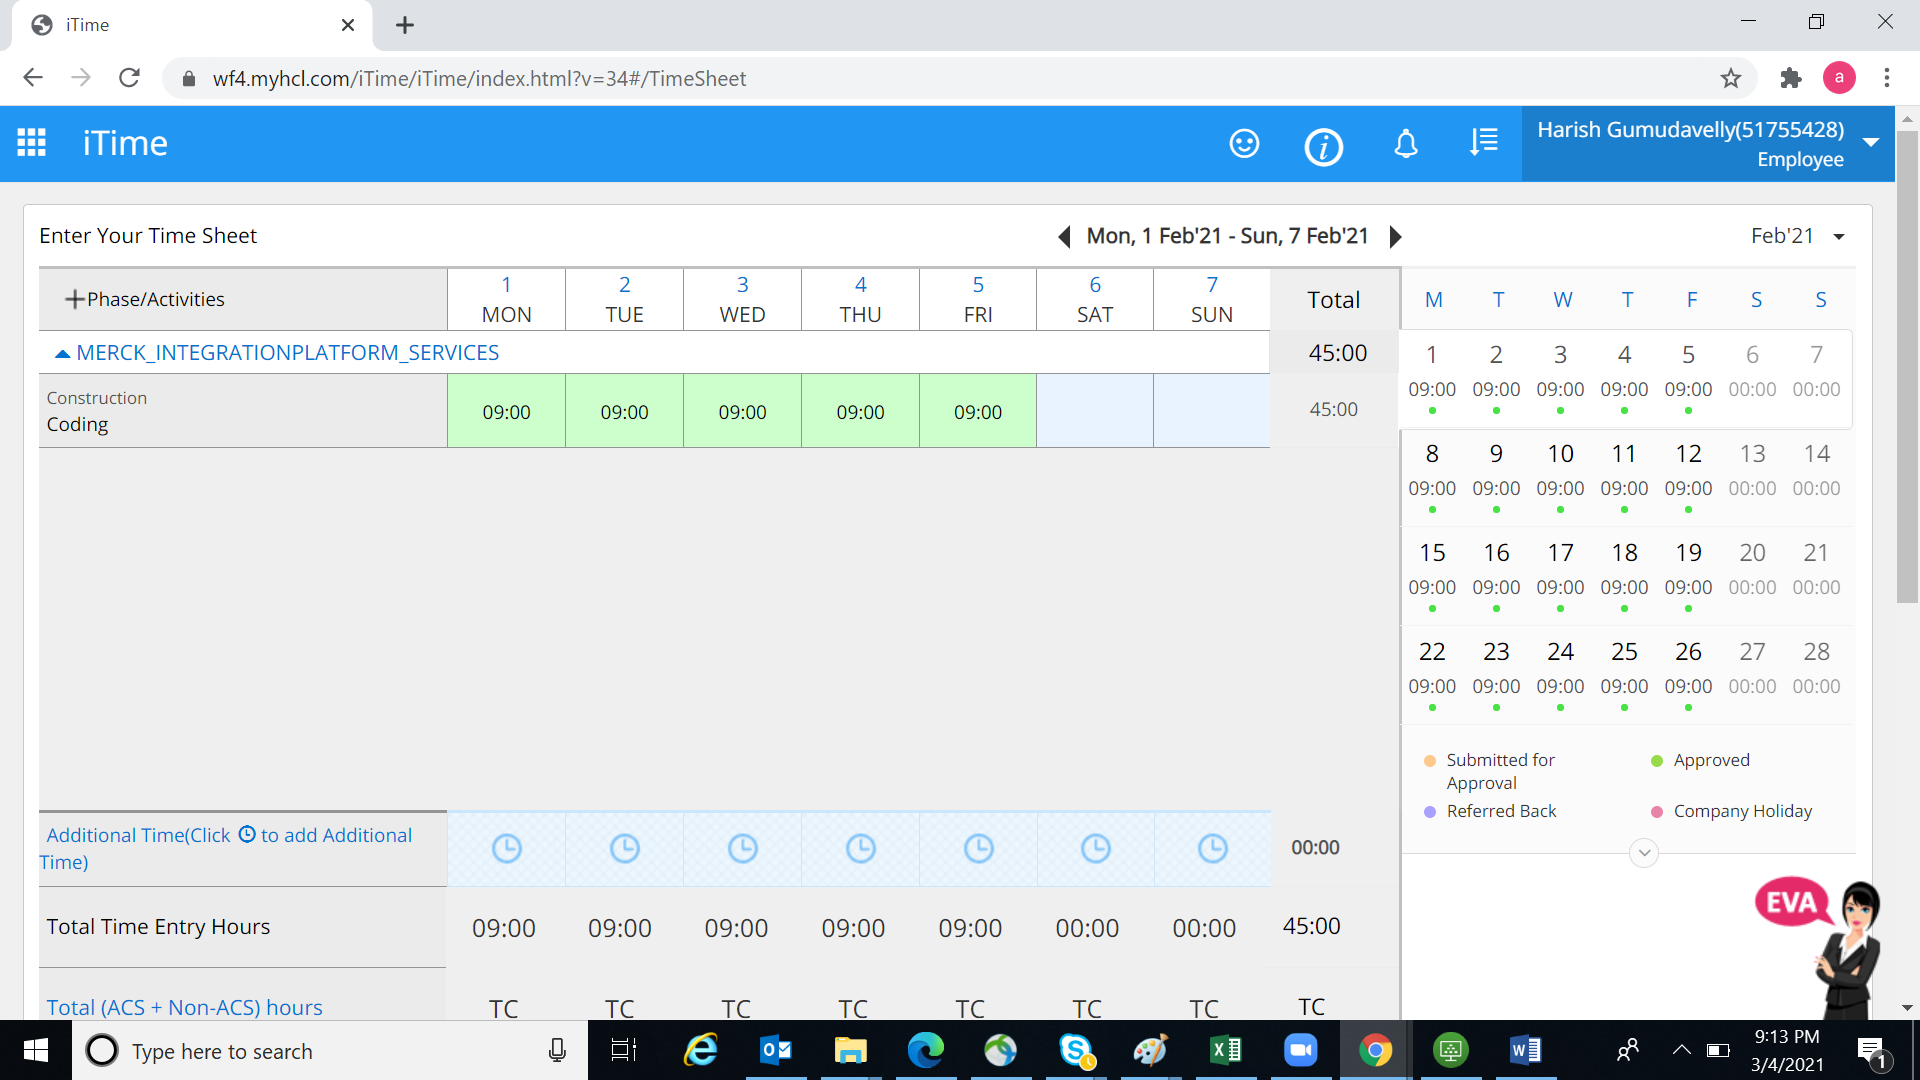 iTime
wf4.myhcl.com/iTime/iTime/index.html?v=34#/TimeSheet
a
iTime
Harish Gumudavelly(51755428)
Employee
Enter Your Time Sheet
Mon, 1 Feb'21 - Sun, 7 Feb'21
Feb'21
+Phase/Activities
1 2 3 4 5 6 7
MON TUE WED THU FRI SAT SUN
Total
MERCK_INTEGRATIONPLATFORM_SERVICES 45:00
Construction
Coding
09:00 09:00 09:00 09:00 09:00 45:00
Additional Time(Click to add Additional
Time)
00:00
Total Time Entry Hours 09:00 09:00 09:00 09:00 09:00 00:00 00:00 45:00
Total (ACS + Non-ACS) hours TC TC TC TC TC TC TC TC
M T W T F S S
1 2 3 4 5 6 7
09:00 09:00 09:00 09:00 09:00 00:00 00:00
8 9 10 11 12 13 14
09:00 09:00 09:00 09:00 09:00 00:00 00:00
15 16 17 18 19 20 21
09:00 09:00 09:00 09:00 09:00 00:00 00:00
22 23 24 25 26 27 28
09:00 09:00 09:00 09:00 09:00 00:00 00:00
Submitted for
Approval
Approved
Referred Back
Company Holiday
EVA
Type here to search
9:13 PM
3/4/2021
1